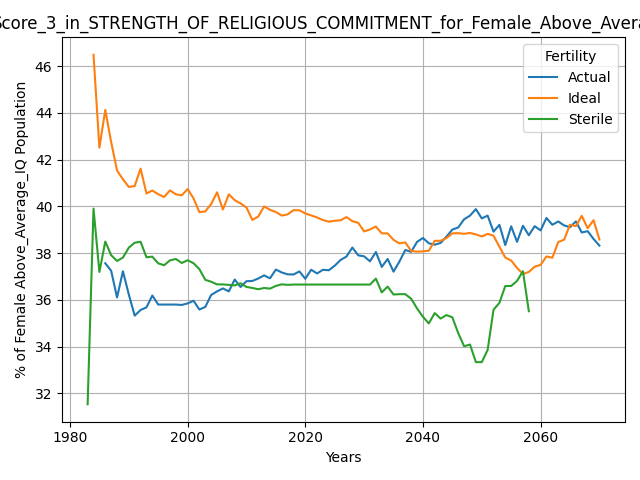 Score_3_in_STRENGTH_OF_RELIGIOUS_COMMITMENT_for_Female_Above_Avera
Fertility
Actual
Ideal
Sterile
% of Female Above_Average_IQ Population
46
44
42
40
38
36
34
32
1980
2000
2020
2040
2060
Years